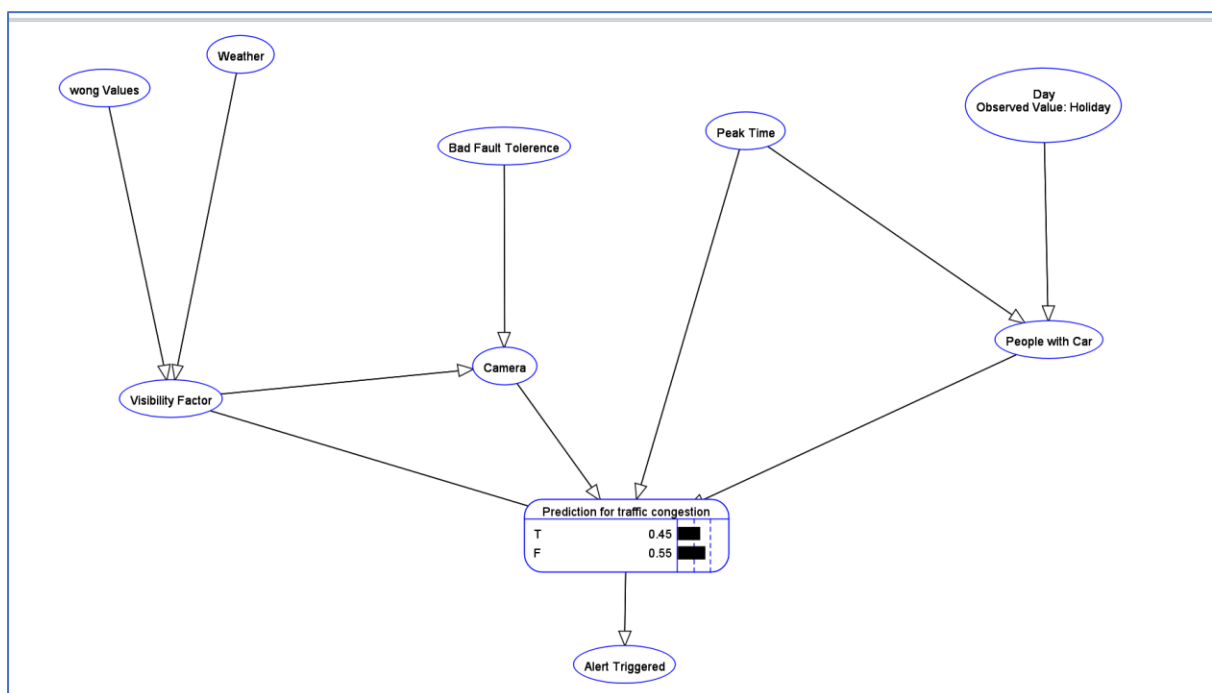 Weather
wong Values
Day
Observed Value: Holiday
Peak Time
Bad Fault Tolerence
People with Car
Camera
Visibility Factor
Prediction for traffic congestion
T 0.45
F 0.55
Alert Triggered